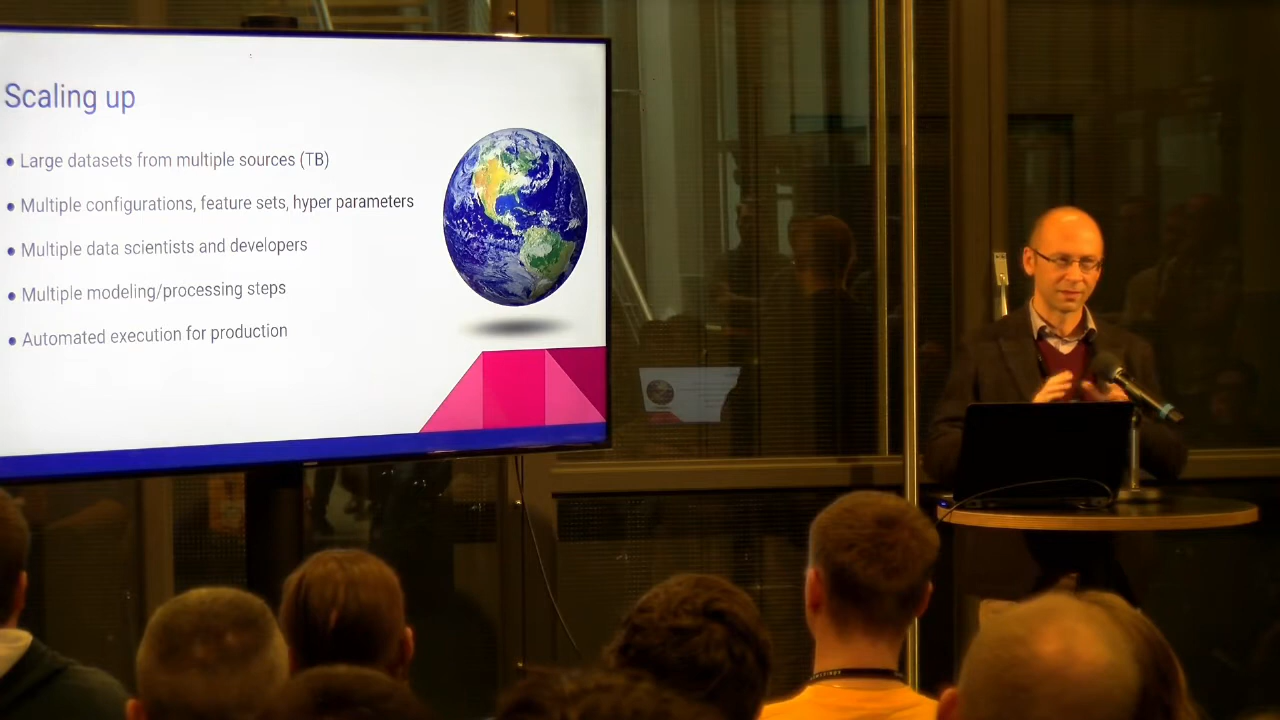 Scaling up
• Large datasets from multiple sources (TB)
• Multiple configurations, feature sets, hyper parameters
• Multiple data scientists and developers
• Multiple modeling/processing steps
• Automated execution for production